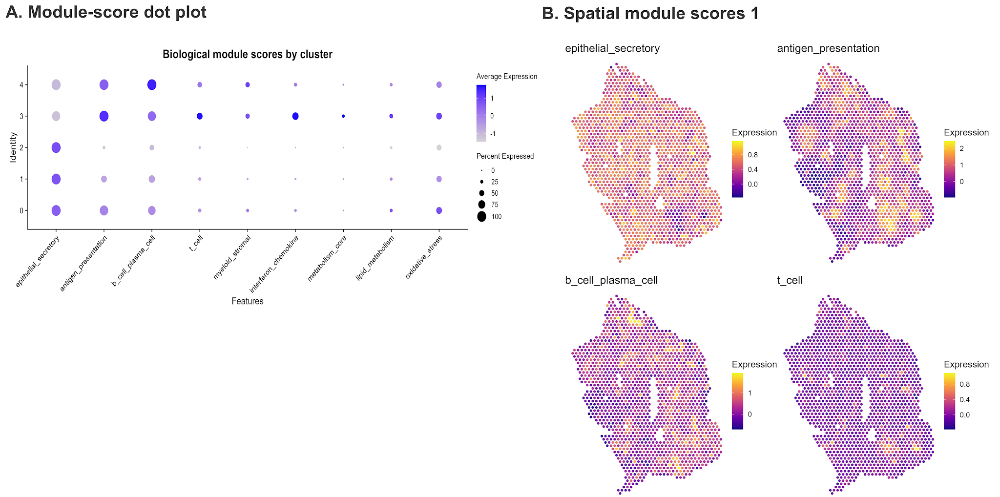 A. Module-score dot plot
Biological module scores by cluster
Identity
4
3
2
1
0
epithelial_secretory
antigen_presentation
b_cell_plasma_cell
t_cell
myeloid_stromal
interferon_chemokine
metabolism_core
lipid_metabolism
oxidative_stress
Features
Average Expression
1
0
-1
Percent Expressed
0
25
50
75
100
B. Spatial module scores 1
epithelial_secretory
Expression
0.8
0.4
0.0
antigen_presentation
Expression
2
1
0
b_cell_plasma_cell
Expression
1
0
t_cell
Expression
0.8
0.4
0.0